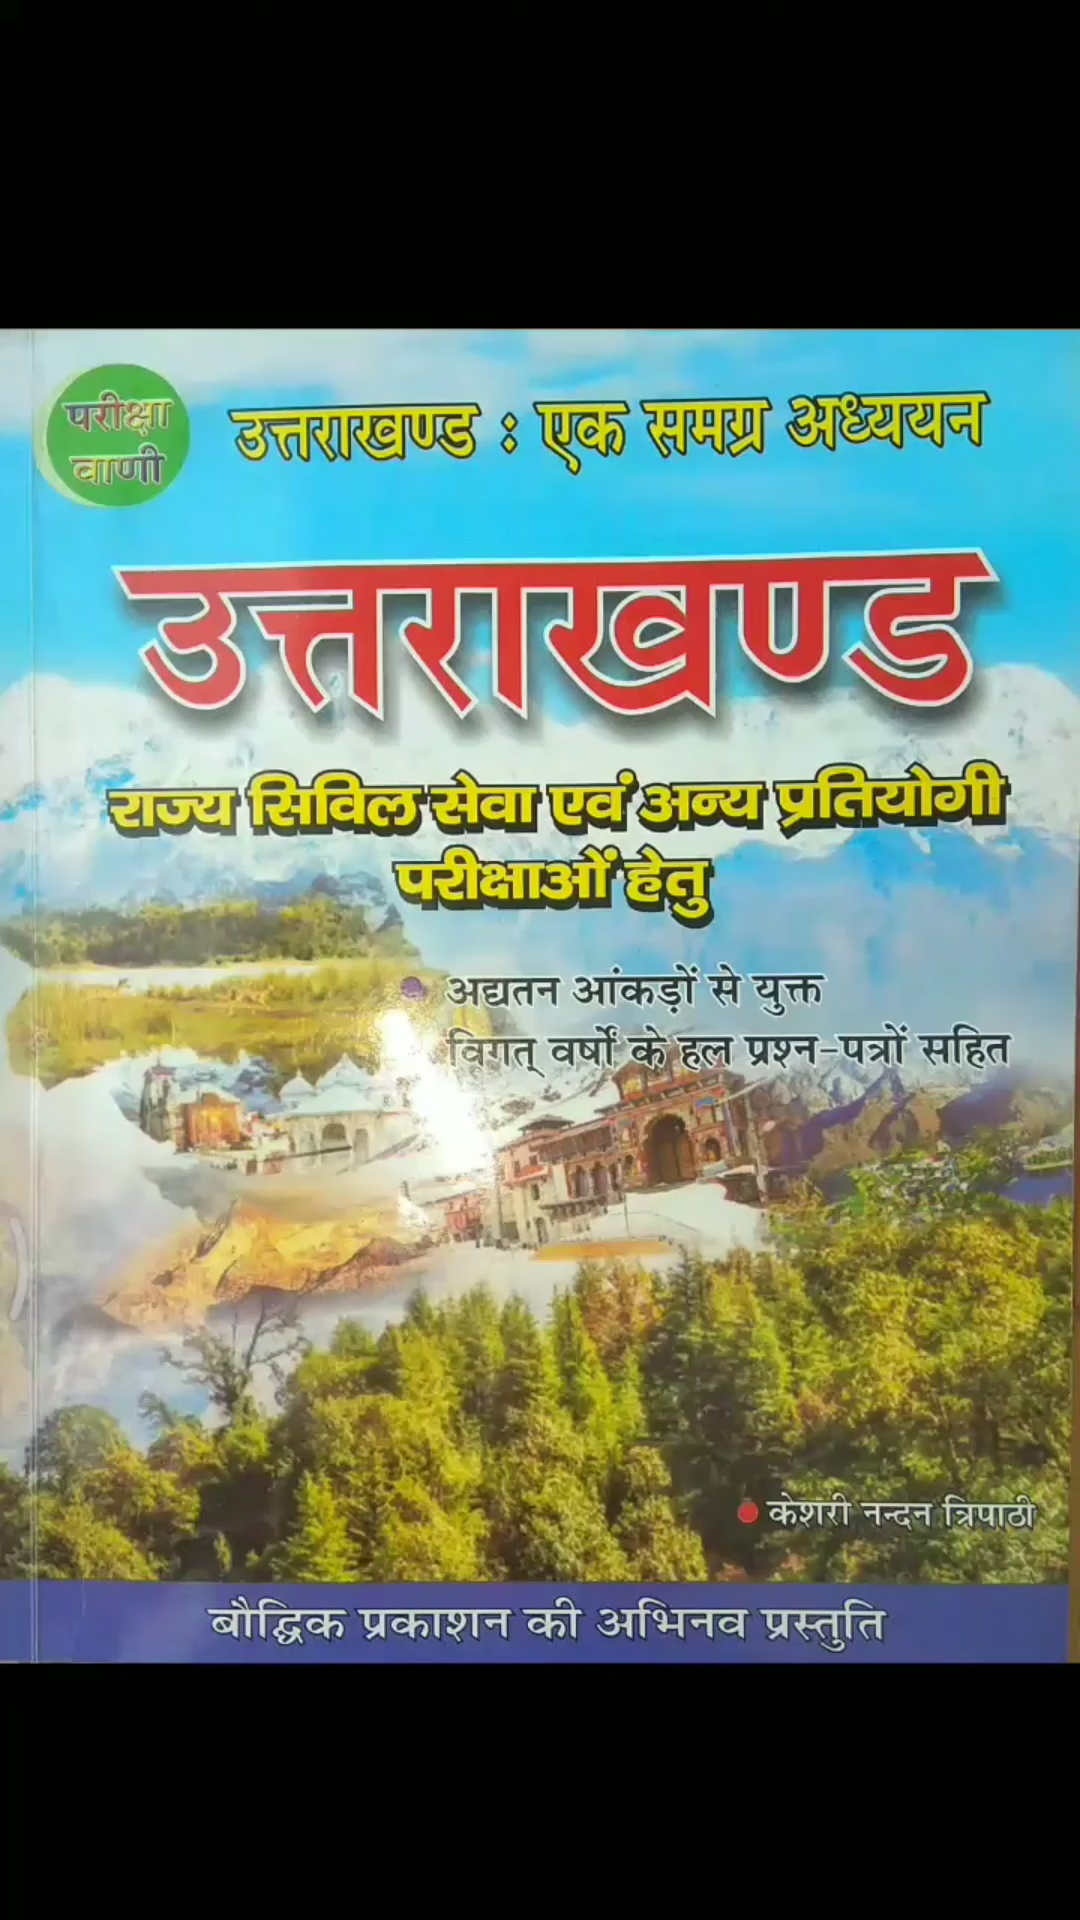 परीक्षा
वाणी
उत्तराखण्ड : एक समग्र अध्ययन
उत्तराखण्ड
राज्य सिविल सेवा एवं अन्य प्रतियोगी
परीक्षाओं हेतु
अद्यतन आंकड़ों से युक्त
विगत् वर्षों के हल प्रश्न-पत्रों सहित
केशरी नन्दन त्रिपाठी
बौद्धिक प्रकाशन की अभिनव प्रस्तुति